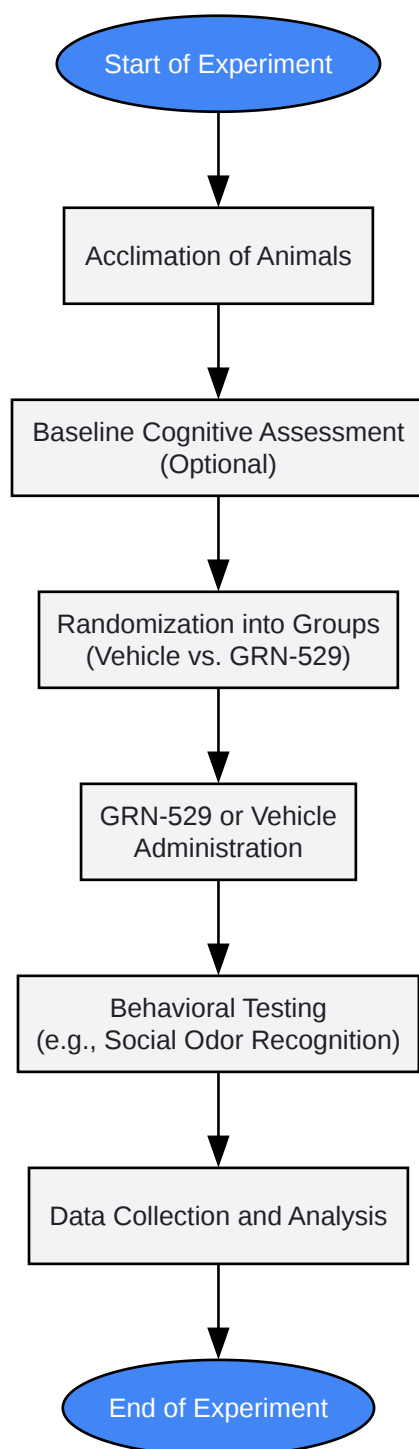 Start of Experiment
Acclimation of Animals
Baseline Cognitive Assessment
(Optional)
Randomization into Groups
(Vehicle vs. GRN-529)
GRN-529 or Vehicle
Administration
Behavioral Testing
(e.g., Social Odor Recognition)
Data Collection and Analysis
End of Experiment